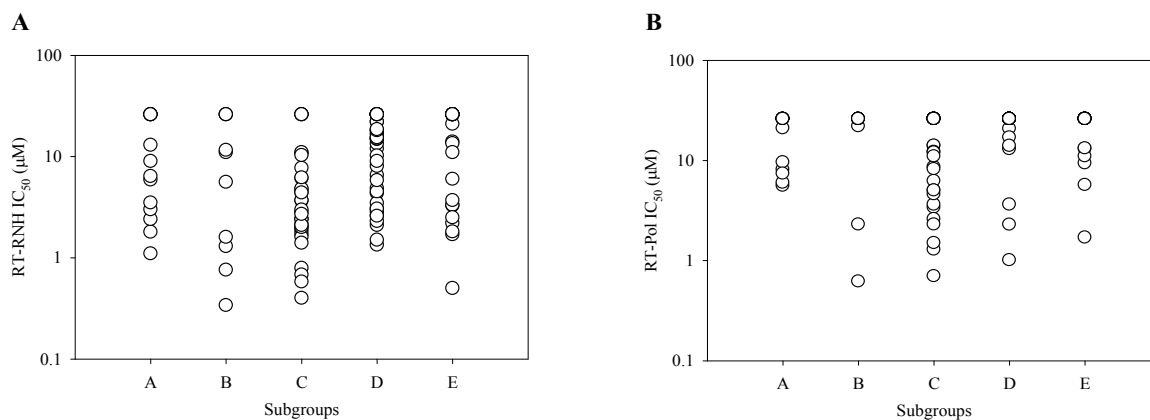 A
100
10
1
0.1
RT-RNH IC50 (μM)
A B C D E
Subgroups
B
100
10
1
0.1
RT-Pol IC50 (μM)
A B C D E
Subgroups